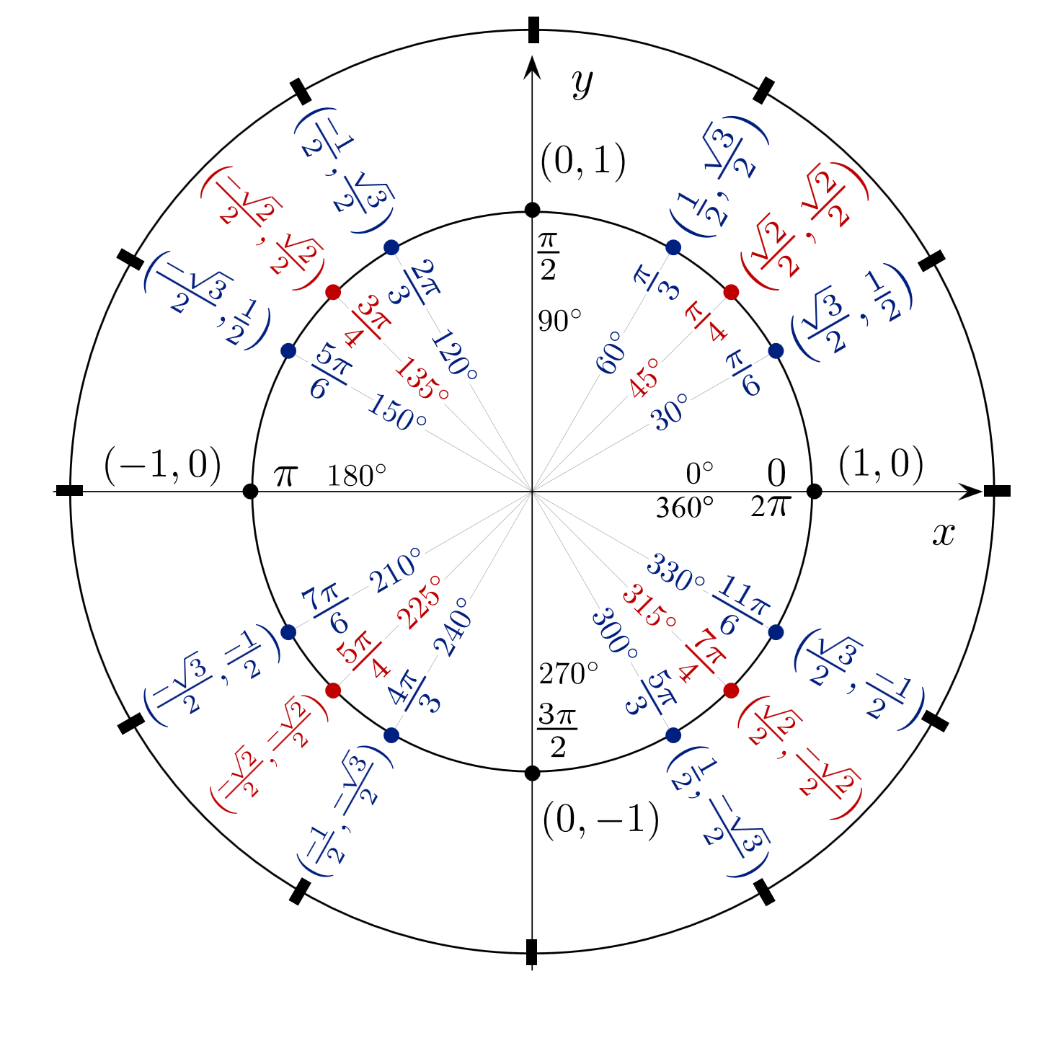 y
(0, 1)
π/2
90°
(1/2, √3/2)
π/3
60°
(√2/2, √2/2)
π/4
45°
(√3/2, 1/2)
π/6
30°
(−1/2, √3/2)
2π/3
120°
(−√2/2, √2/2)
3π/4
135°
(−√3/2, 1/2)
5π/6
150°
(−1, 0) π 180° 0° 0 (1, 0)
360° 2π
x
210°
7π/6
(−√3/2, −1/2)
225°
5π/4
(−√2/2, −√2/2)
240°
4π/3
(−1/2, −√3/2)
270°
3π/2
(0, −1)
300°
5π/3
(1/2, −√3/2)
315°
7π/4
(√2/2, −√2/2)
330°
11π/6
(√3/2, −1/2)